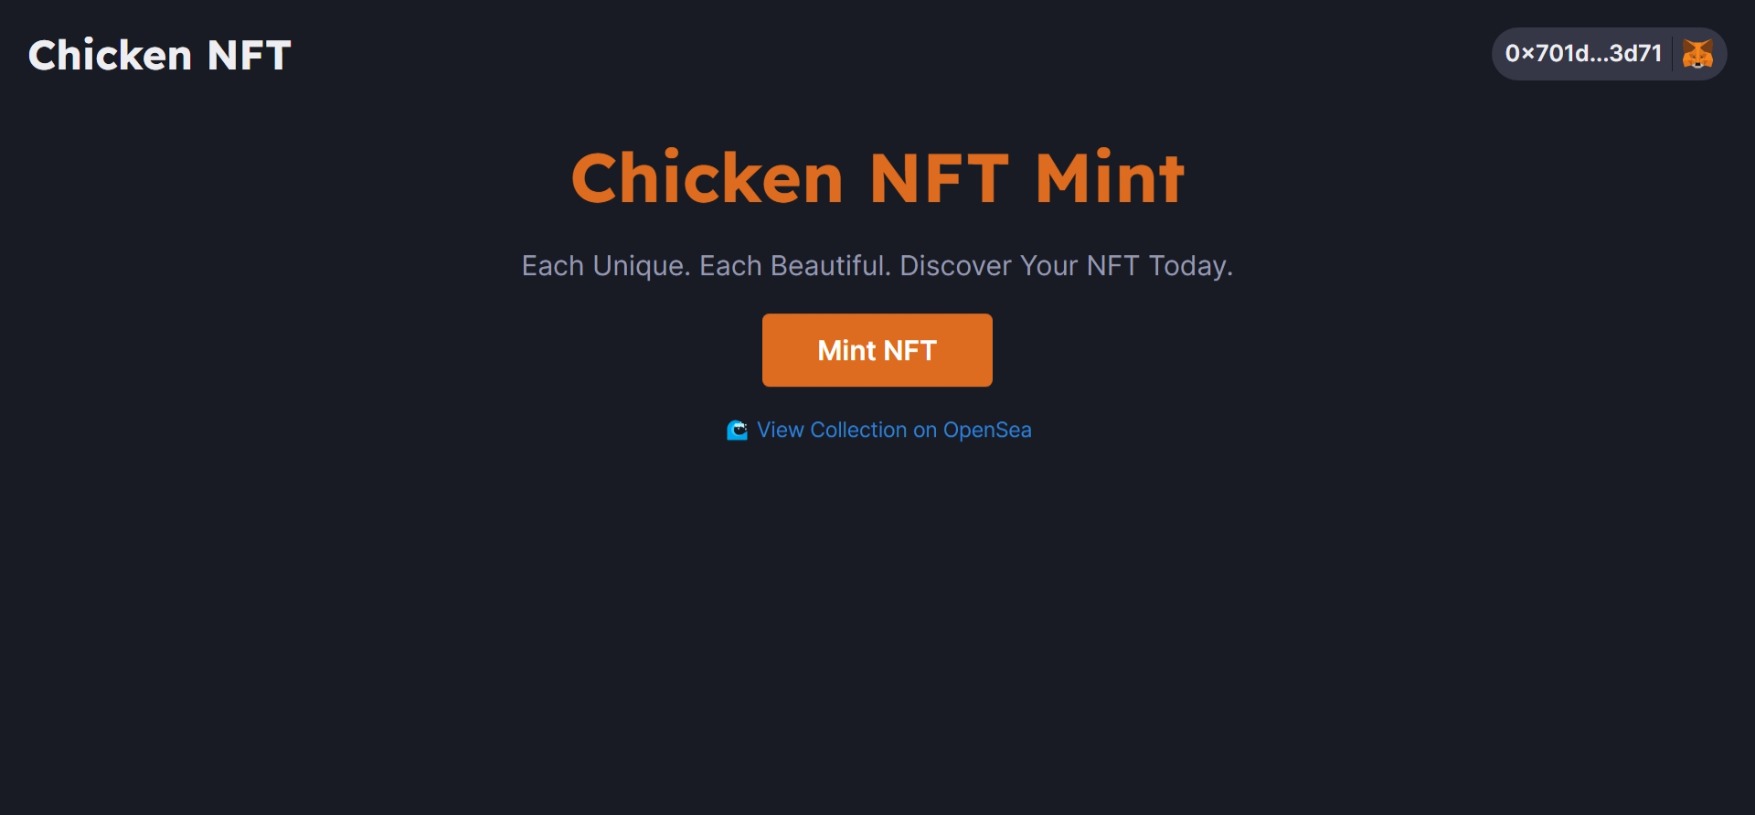 Chicken NFT
0×701d...3d71
Chicken NFT Mint
Each Unique. Each Beautiful. Discover Your NFT Today.
Mint NFT
View Collection on OpenSea